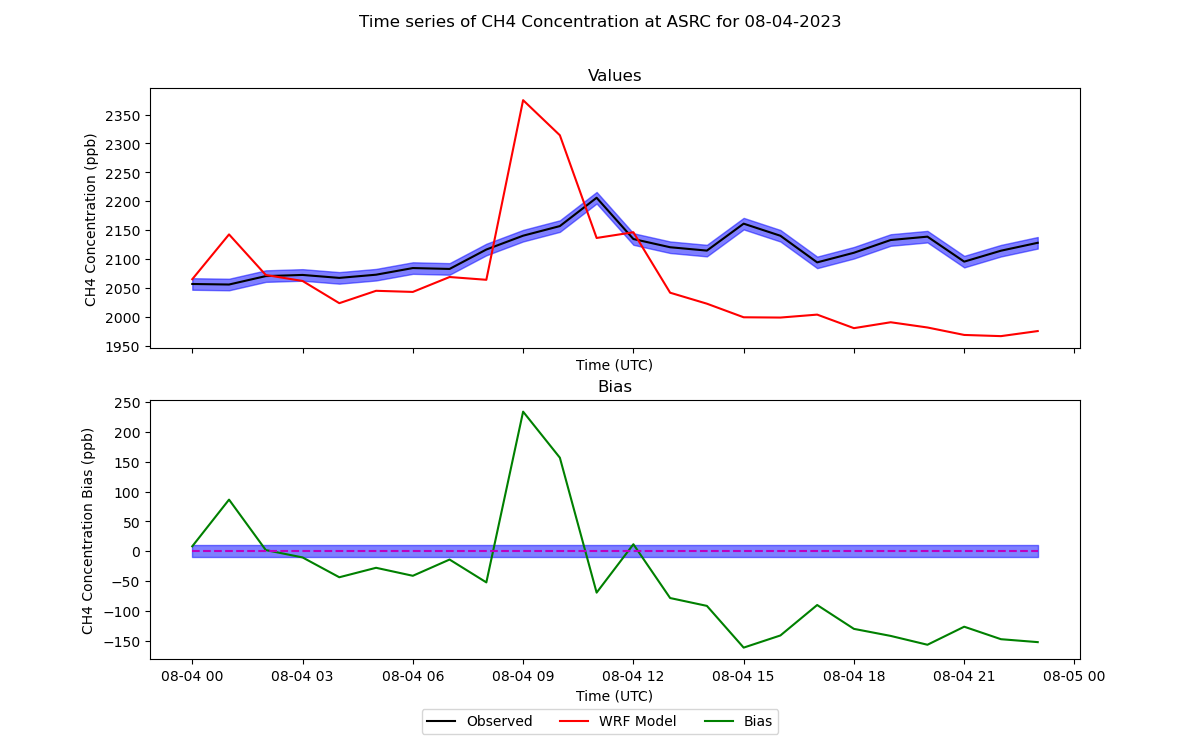 Time series of CH4 Concentration at ASRC for 08-04-2023
Values
CH4 Concentration (ppb)
2350
2300
2250
2200
2150
2100
2050
2000
1950
Time (UTC)
Bias
CH4 Concentration Bias (ppb)
250
200
150
100
50
0
−50
−100
−150
08-04 00 08-04 03 08-04 06 08-04 09 08-04 12 08-04 15 08-04 18 08-04 21 08-05 00
Time (UTC)
Observed WRF Model Bias